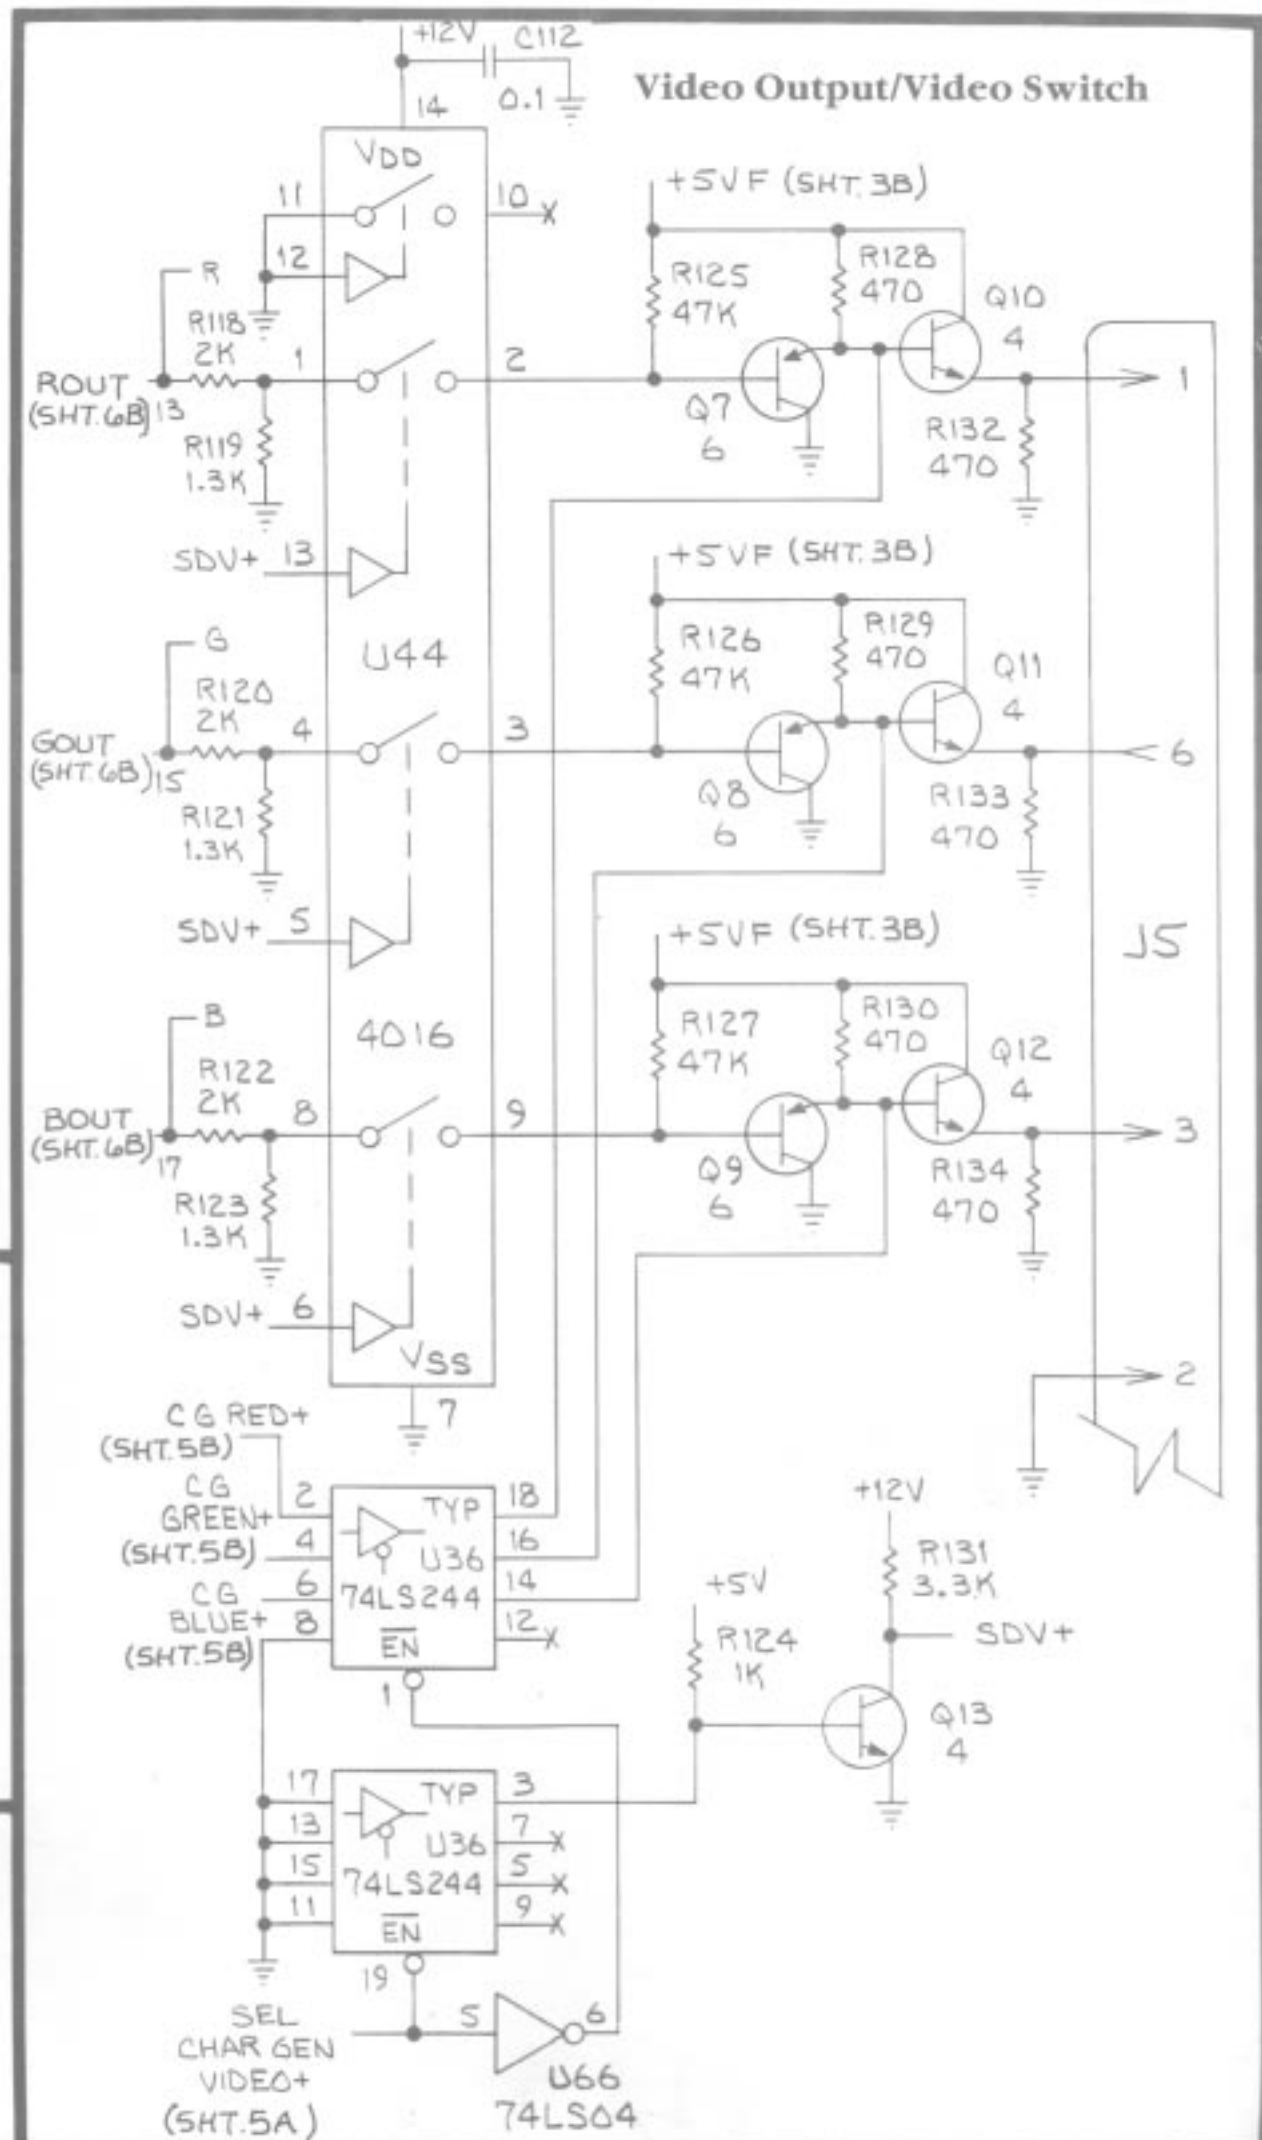 +12V C112
0.1
14
Video Output/Video Switch
VDD
+5VF (SHT. 3B)
11
10 X
12
R
R118
2K
1
2
ROUT
(SHT. 6B) 13
R119
1.3K
SDV+ 13
R125
47K
R128
470
Q10
4
Q7
6
R132
470
1
+5VF (SHT. 3B)
G
U44
R120
2K
4
3
GOUT
(SHT. 6B) 15
R121
1.3K
SDV+ 5
R126
47K
R129
470
Q11
4
Q8
6
R133
470
6
+5VF (SHT. 3B)
J5
B
4016
R122
2K
8
9
BOUT
(SHT. 6B) 17
R123
1.3K
SDV+ 6
VSS
7
R127
47K
R130
470
Q12
4
Q9
6
R134
470
3
2
CG RED+
(SHT. 5B)
CG
GREEN+
(SHT. 5B)
CG
BLUE+
(SHT. 5B)
2
4
6
8
TYP
U36
74LS244
EN
18
16
14
12 X
1
+12V
R131
3.3K
SDV+
+5V
R124
1K
Q13
4
17
13
15
11
TYP
U36
74LS244
EN
3
7 X
5 X
9 X
19
SEL
CHAR GEN
VIDEO+
(SHT. 5A)
5
6
U66
74LS04